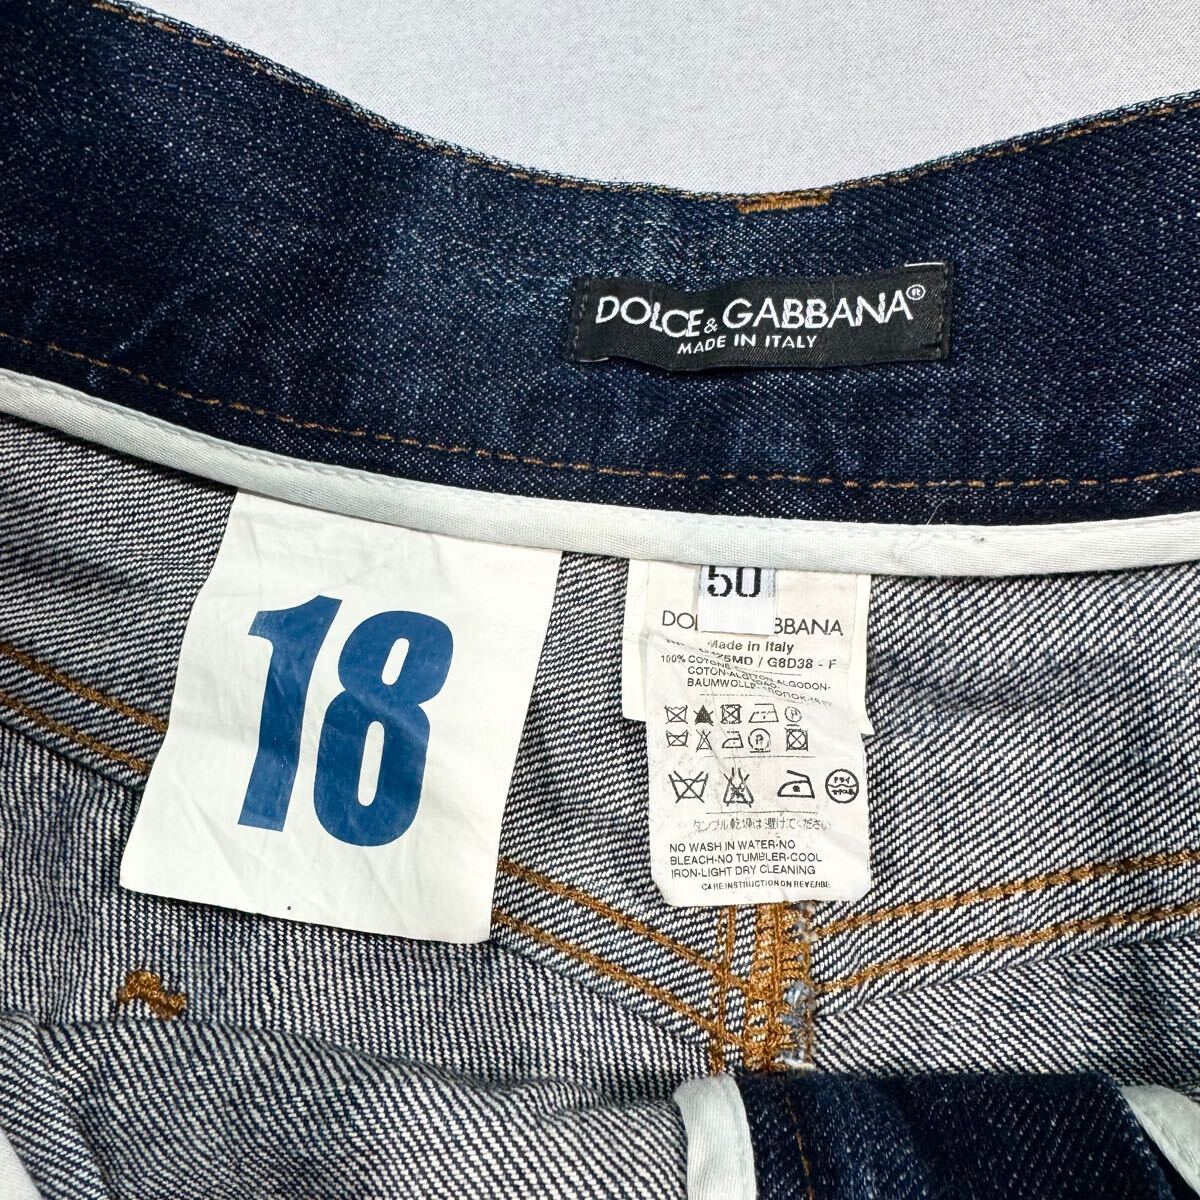 DOLCE&GABBANA®
MADE IN ITALY
18
50
Made in Italy
/ G8D38 - F
100% COTONE
COTON-
BAUMWOLLE
タンブル乾燥は避けてください
NO WASH IN WATER-NO
BLEACH-NO TUMBLER-COOL
IRON-LIGHT DRY CLEANING
CARE INSTRUCTION ON REVERSE